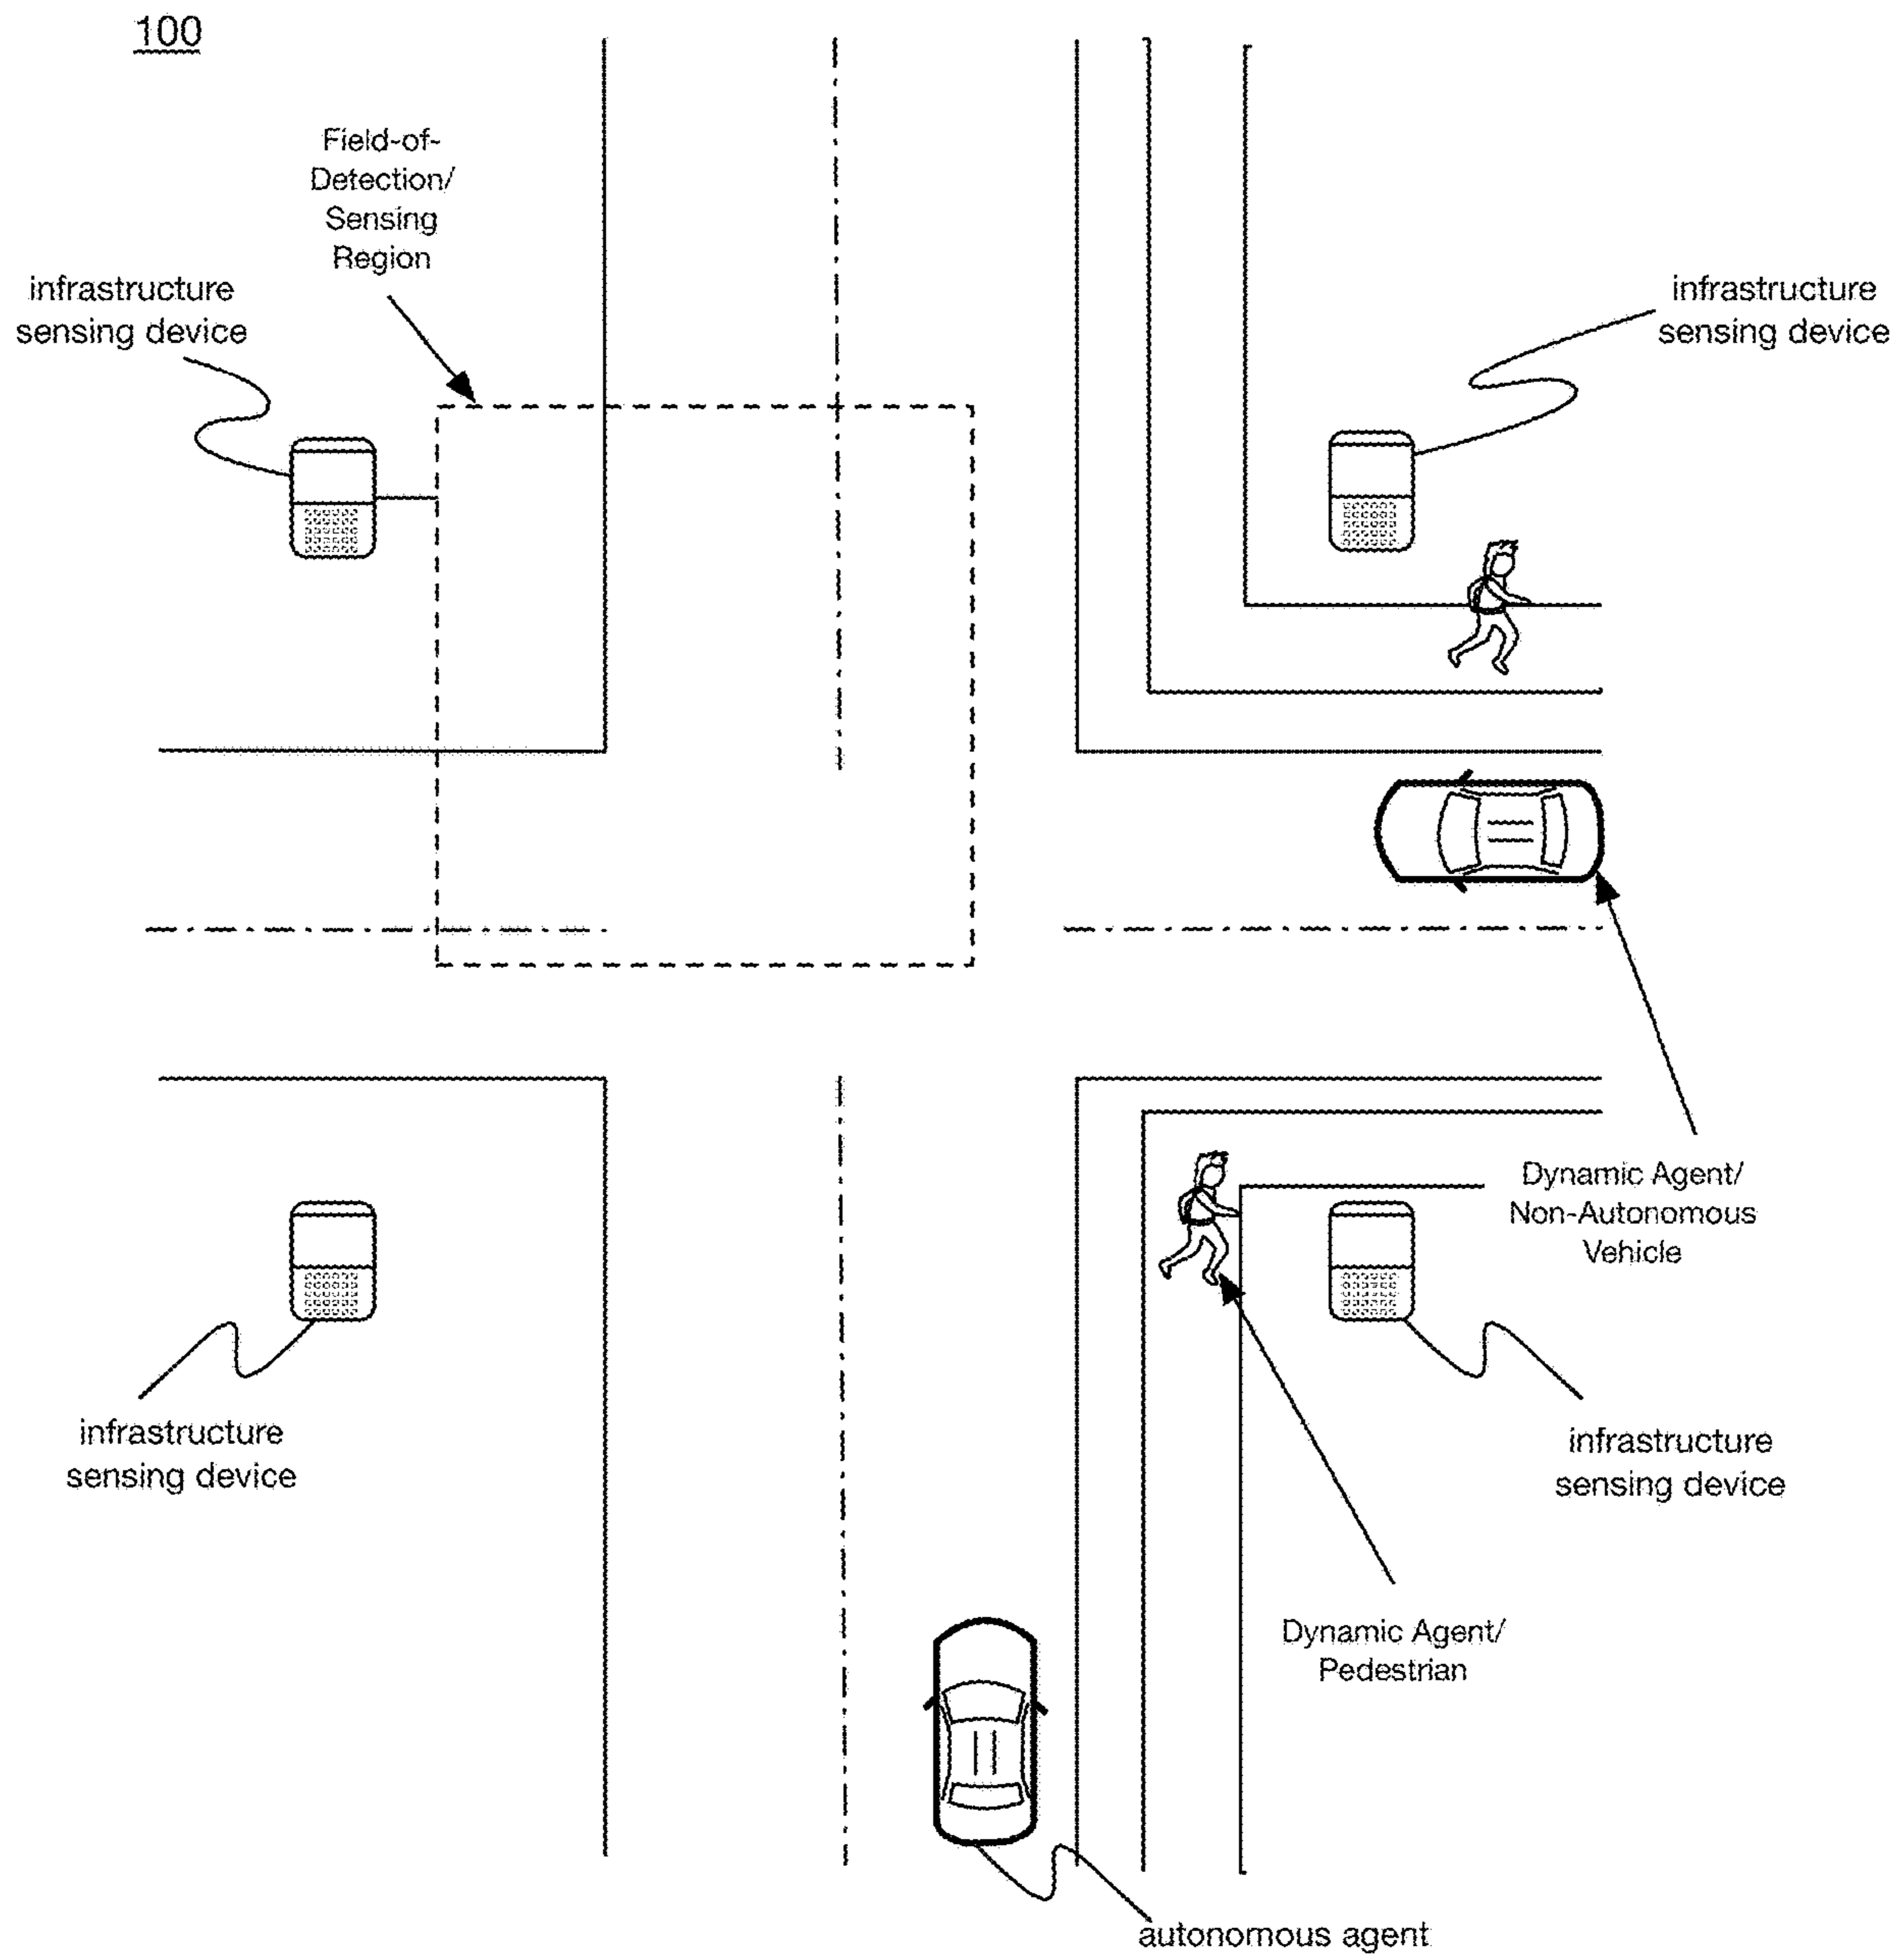 100
Field-of-
Detection/
Sensing
Region
infrastructure
sensing device
infrastructure
sensing device
Dynamic Agent/
Non-Autonomous
Vehicle
infrastructure
sensing device
infrastructure
sensing device
Dynamic Agent/
Pedestrian
autonomous agent